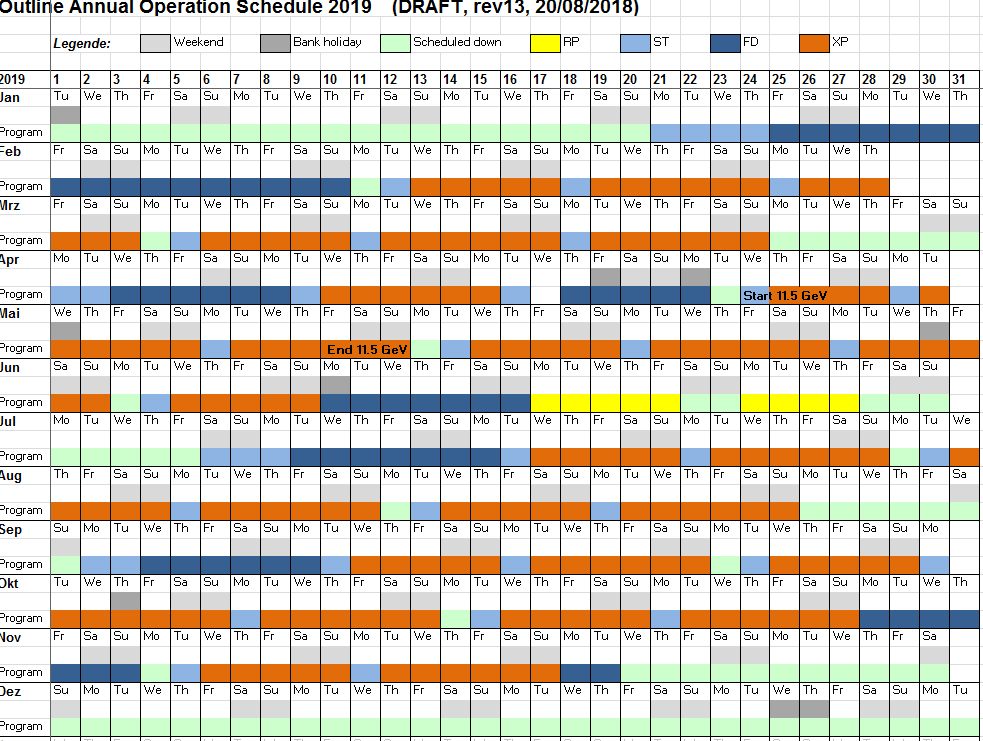 Outline Annual Operation Schedule 2019 (DRAFT, rev13, 20/08/2018)
Legende: Weekend Bank holiday Scheduled down RP ST FD XP
2019 1 2 3 4 5 6 7 8 9 10 11 12 13 14 15 16 17 18 19 20 21 22 23 24 25 26 27 28 29 30 31
Jan Tu We Th Fr Sa Su Mo Tu We Th Fr Sa Su Mo Tu We Th Fr Sa Su Mo Tu We Th Fr Sa Su Mo Tu We Th
Program
Feb Fr Sa Su Mo Tu We Th Fr Sa Su Mo Tu We Th Fr Sa Su Mo Tu We Th Fr Sa Su Mo Tu We Th
Program
Mrz Fr Sa Su Mo Tu We Th Fr Sa Su Mo Tu We Th Fr Sa Su Mo Tu We Th Fr Sa Su Mo Tu We Th Fr Sa Su
Program
Apr Mo Tu We Th Fr Sa Su Mo Tu We Th Fr Sa Su Mo Tu We Th Fr Sa Su Mo Tu We Th Fr Sa Su Mo Tu
Program Start 11.5 GeV
Mai We Th Fr Sa Su Mo Tu We Th Fr Sa Su Mo Tu We Th Fr Sa Su Mo Tu We Th Fr Sa Su Mo Tu We Th Fr
Program End 11.5 GeV
Jun Sa Su Mo Tu We Th Fr Sa Su Mo Tu We Th Fr Sa Su Mo Tu We Th Fr Sa Su Mo Tu We Th Fr Sa Su
Program
Jul Mo Tu We Th Fr Sa Su Mo Tu We Th Fr Sa Su Mo Tu We Th Fr Sa Su Mo Tu We Th Fr Sa Su Mo Tu We
Program
Aug Th Fr Sa Su Mo Tu We Th Fr Sa Su Mo Tu We Th Fr Sa Su Mo Tu We Th Fr Sa Su Mo Tu We Th Fr Sa
Program
Sep Su Mo Tu We Th Fr Sa Su Mo Tu We Th Fr Sa Su Mo Tu We Th Fr Sa Su Mo Tu We Th Fr Sa Su Mo
Program
Okt Tu We Th Fr Sa Su Mo Tu We Th Fr Sa Su Mo Tu We Th Fr Sa Su Mo Tu We Th Fr Sa Su Mo Tu We Th
Program
Nov Fr Sa Su Mo Tu We Th Fr Sa Su Mo Tu We Th Fr Sa Su Mo Tu We Th Fr Sa Su Mo Tu We Th Fr Sa
Program
Dez Su Mo Tu We Th Fr Sa Su Mo Tu We Th Fr Sa Su Mo Tu We Th Fr Sa Su Mo Tu We Th Fr Sa Su Mo Tu
Program